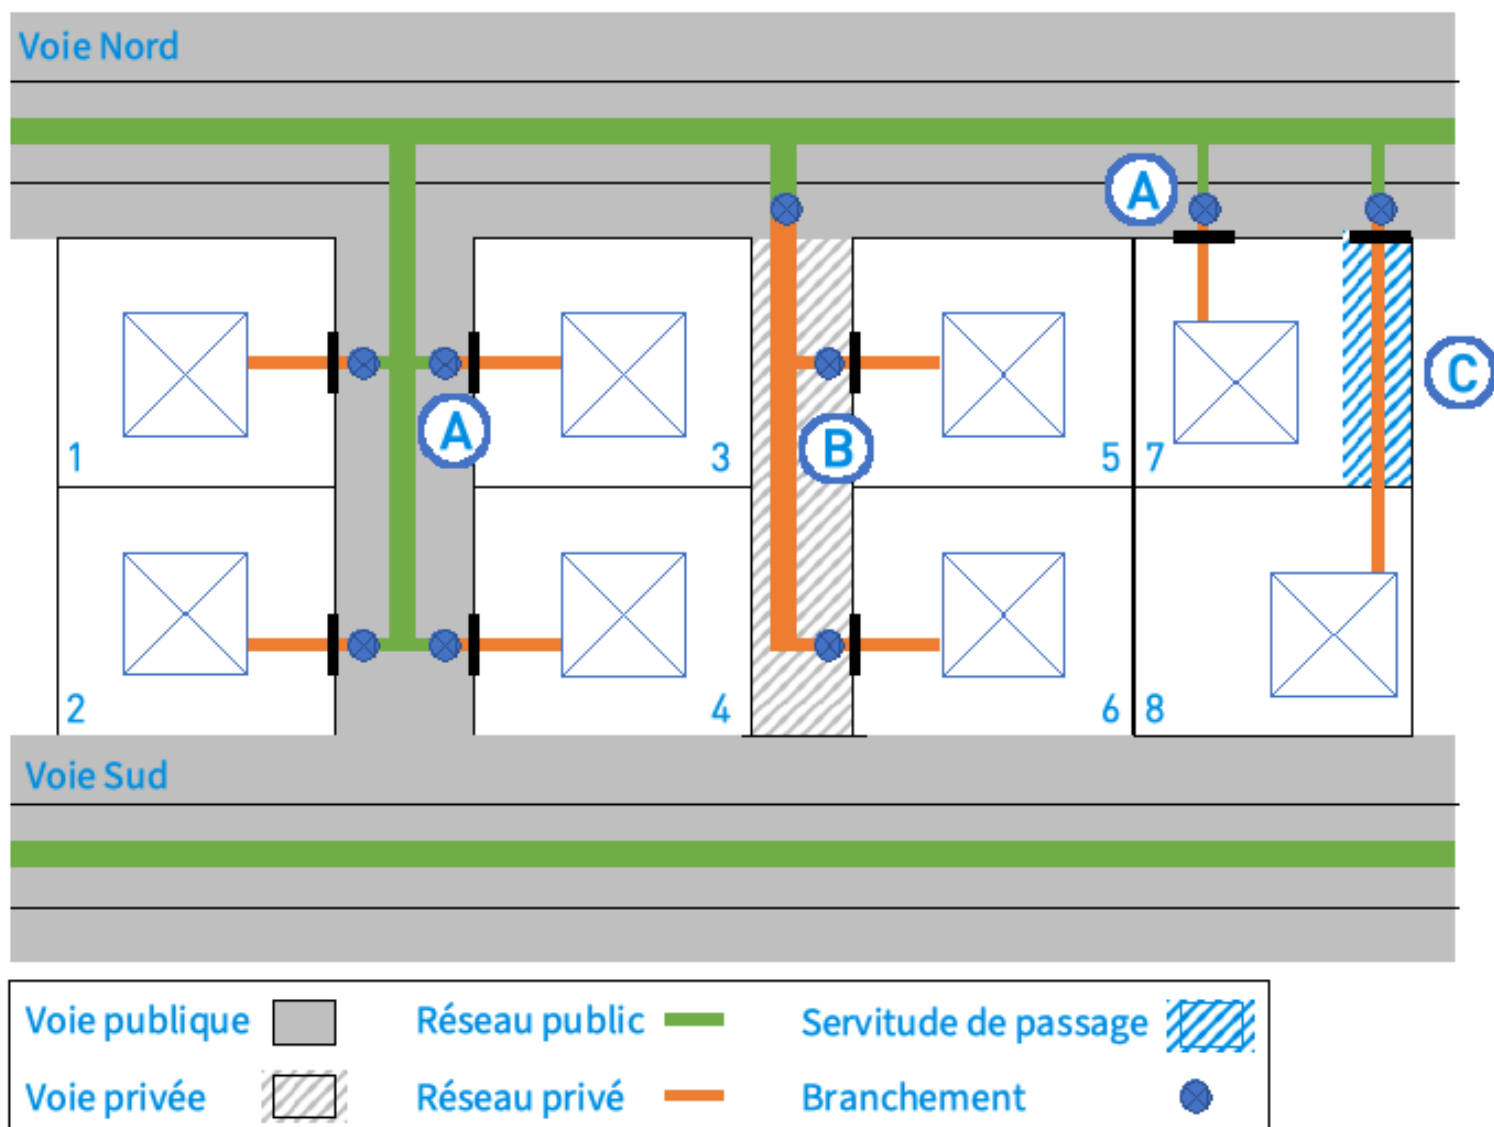 Voie Nord
A
A
B
C
1
3
5
7
2
4
6
8
Voie Sud
Voie publique
Réseau public
Servitude de passage
Voie privée
Réseau privé
Branchement